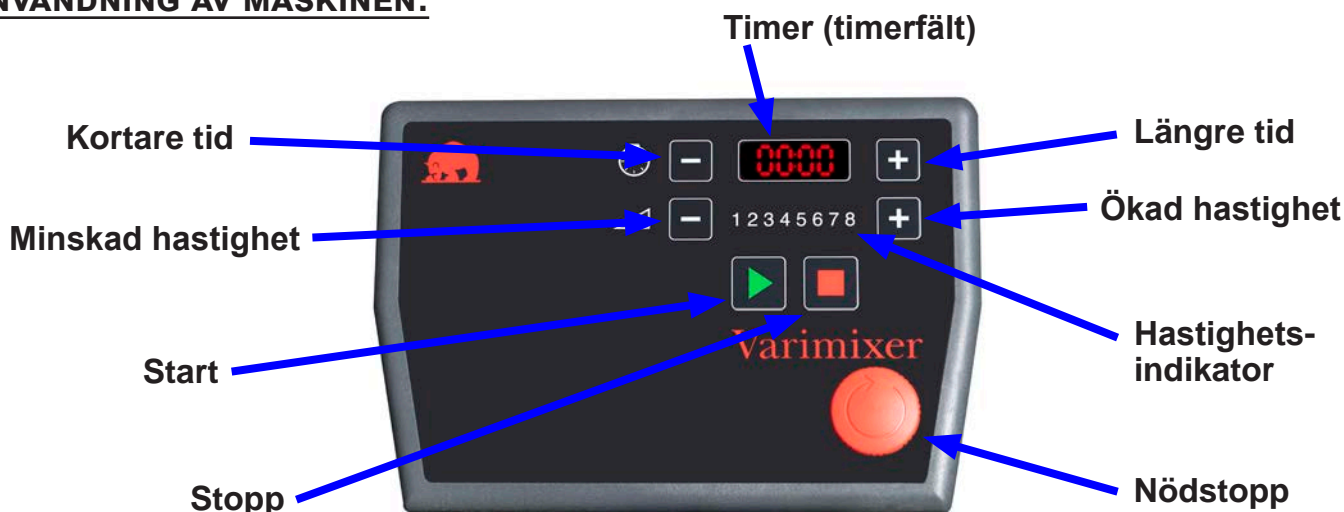 NVÄNDNING AV MASKINEN:
Timer (timerfält)
Kortare tid
Längre tid
0000
Minskad hastighet
12345678
Ökad hastighet
Start
Varimixer
Hastighets-
indikator
Stopp
Nödstopp